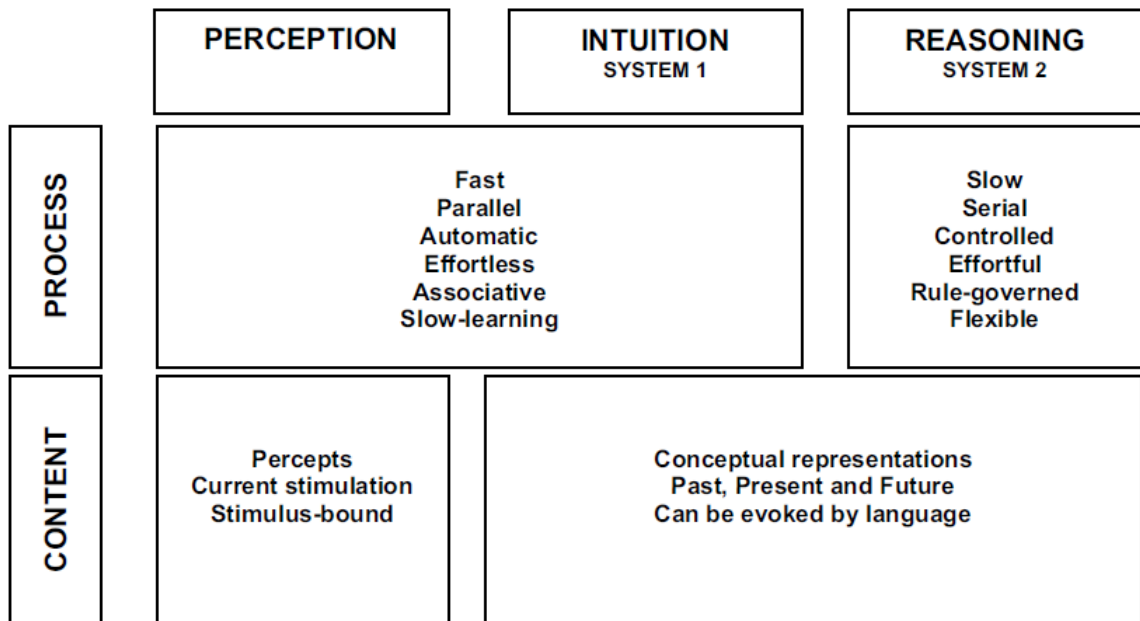 PERCEPTION
INTUITION
SYSTEM 1
REASONING
SYSTEM 2
PROCESS
Fast
Parallel
Automatic
Effortless
Associative
Slow-learning
Slow
Serial
Controlled
Effortful
Rule-governed
Flexible
CONTENT
Percepts
Current stimulation
Stimulus-bound
Conceptual representations
Past, Present and Future
Can be evoked by language